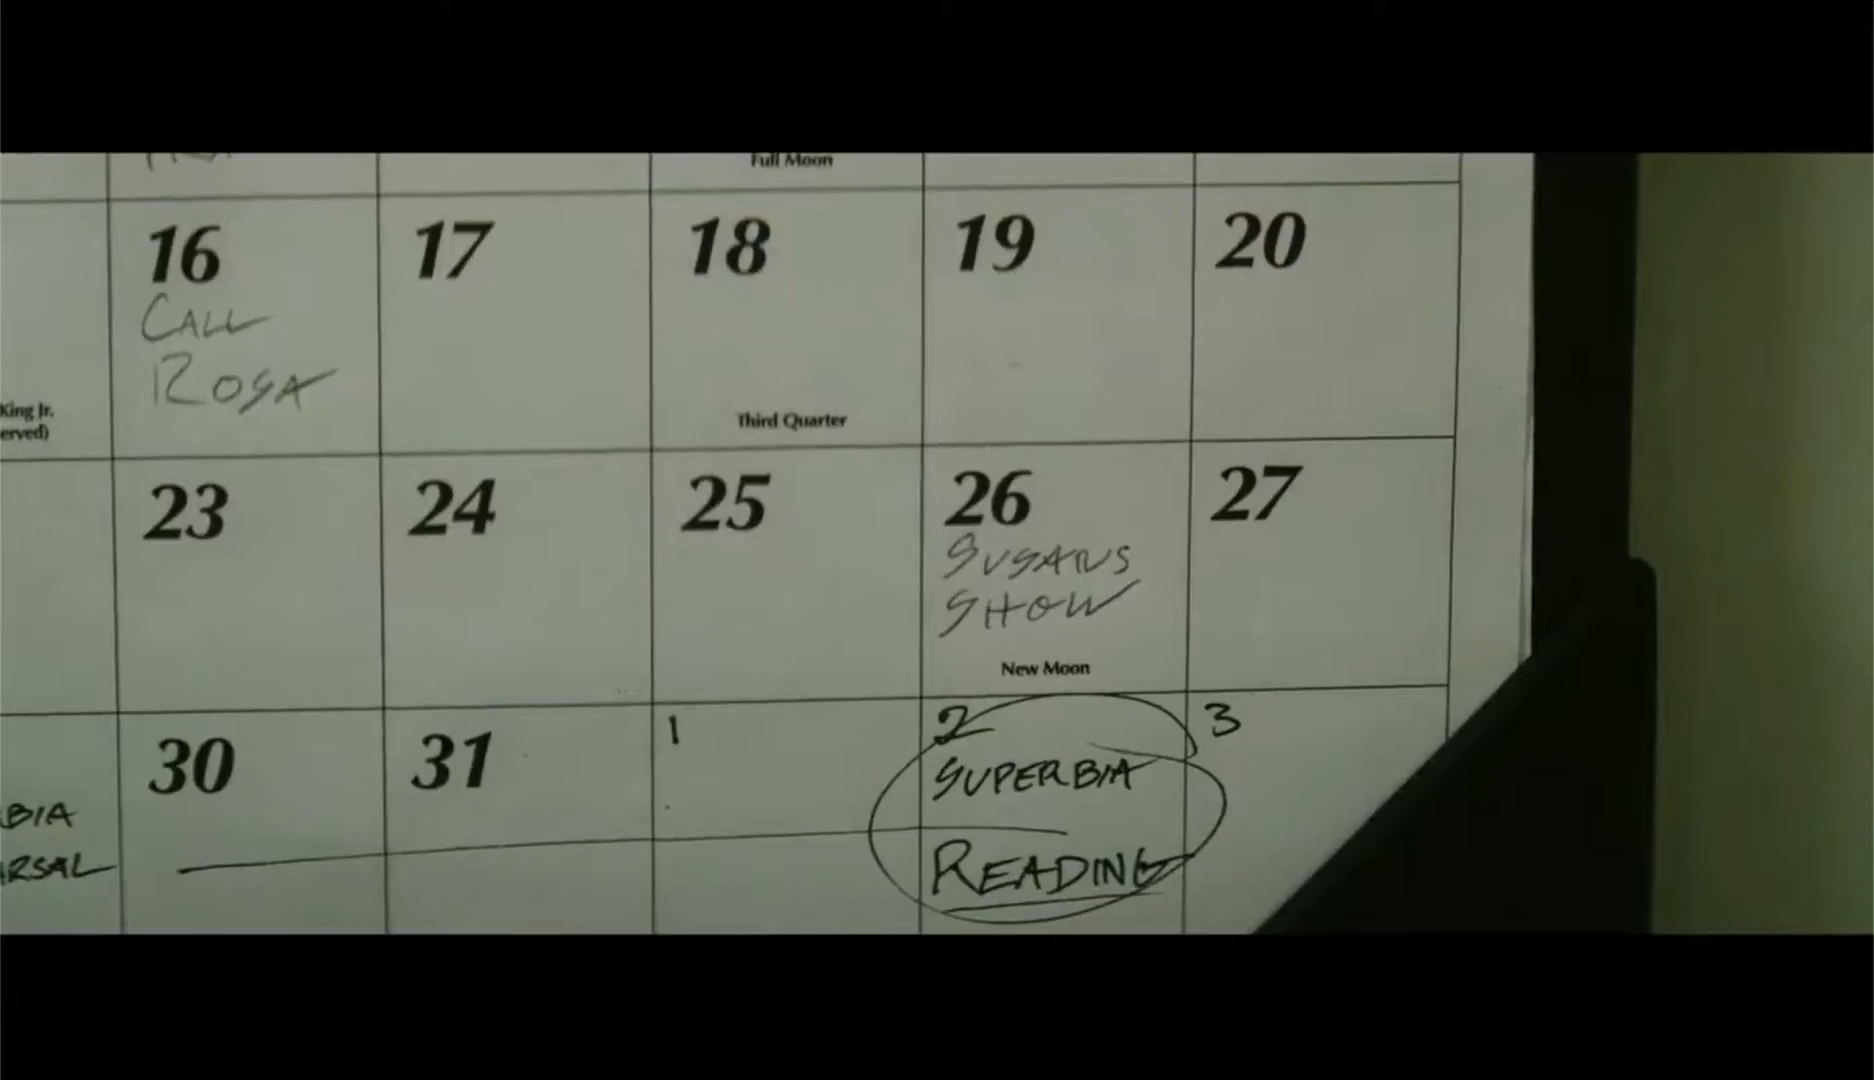 Full Moon
16
17
18
19
20
CALL
ROSA
King Jr.
erved)
Third Quarter
23
24
25
26
27
SUSANS
SHOW
New Moon
30
31
1
2
3
SUPERBIA
BIA
READING
RSAL